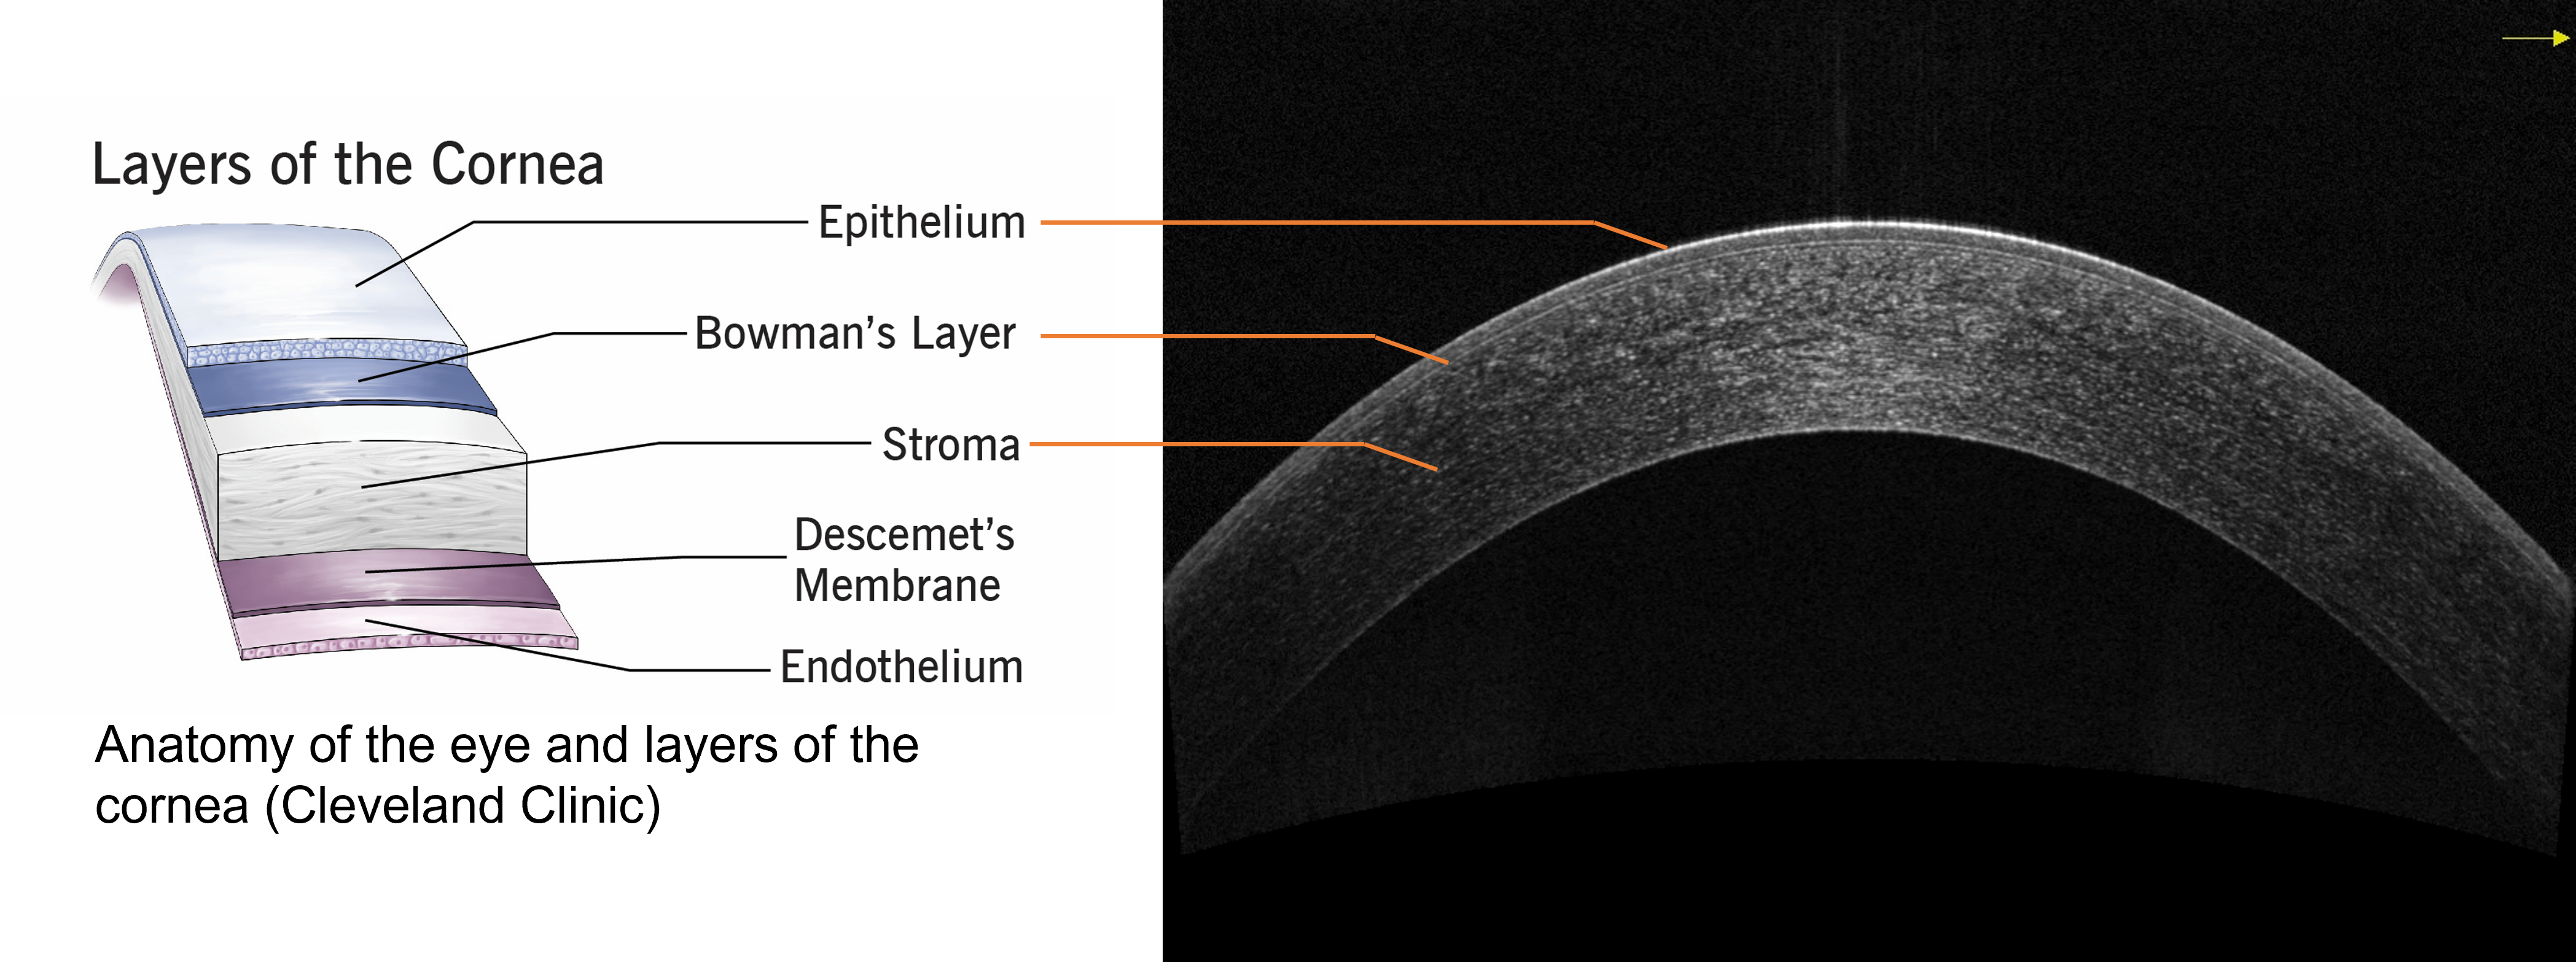 Layers of the Cornea
Epithelium
Bowman's Layer
Stroma
Descemet's
Membrane
Endothelium
Anatomy of the eye and layers of the
cornea (Cleveland Clinic)